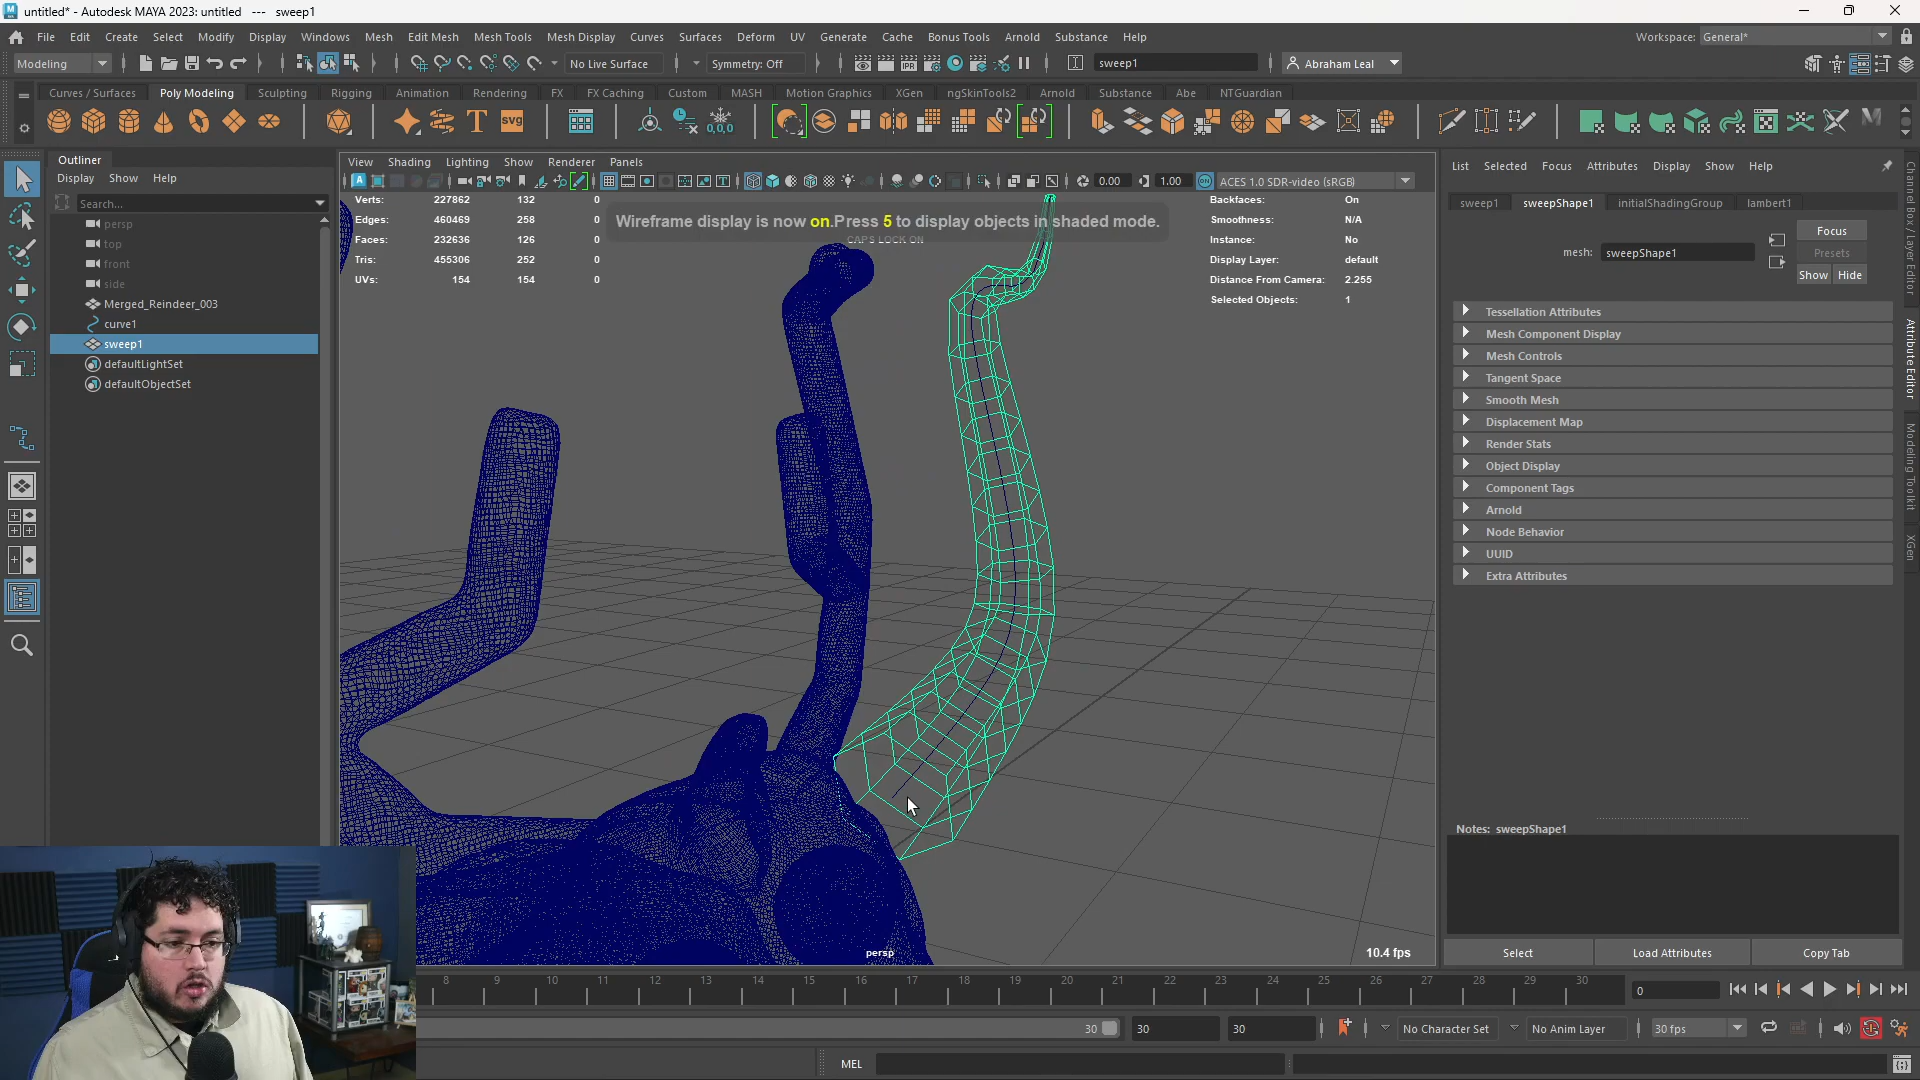 untitled* - Autodesk MAYA 2023: untitled --- sweep1
File Edit Create Select Modify Display Windows Mesh Edit Mesh Mesh Tools Mesh Display Curves Surfaces Deform UV Generate Cache Bonus Tools Arnold Substance Help
Workspace: General*
Modeling
No Live Surface
Symmetry: Off
sweep1
Abraham Leal
Curves / Surfaces Poly Modeling Sculpting Rigging Animation Rendering FX FX Caching Custom MASH Motion Graphics XGen ngSkinTools2 Arnold Substance Abe NTGuardian
Outliner
Display Show Help
Search...
persp
top
front
side
Merged_Reindeer_003
curve1
sweep1
defaultLightSet
defaultObjectSet
View Shading Lighting Show Renderer Panels
0.00 1.00 ACES 1.0 SDR-video (sRGB)
Verts: 227862 132 0
Edges: 460469 258 0
Faces: 232636 126 0
Tris: 455306 252 0
UVs: 154 154 0
Wireframe display is now on.Press 5 to display objects in shaded mode.
CAPS LOCK ON
Backfaces: On
Smoothness: N/A
Instance: No
Display Layer: default
Distance From Camera: 2.255
Selected Objects: 1
persp
10.4 fps
List Selected Focus Attributes Display Show Help
sweep1 sweepShape1 initialShadingGroup lambert1
mesh: sweepShape1
Focus
Presets
Show Hide
Tessellation Attributes
Mesh Component Display
Mesh Controls
Tangent Space
Smooth Mesh
Displacement Map
Render Stats
Object Display
Component Tags
Arnold
Node Behavior
UUID
Extra Attributes
Notes: sweepShape1
Select Load Attributes Copy Tab
Channel Box / Layer Editor
Attribute Editor
Modeling Toolkit
XGen
8 9 10 11 12 13 14 15 16 17 18 19 20 21 22 23 24 25 26 27 28 29 30
0
30 30 30
No Character Set
No Anim Layer
30 fps
MEL